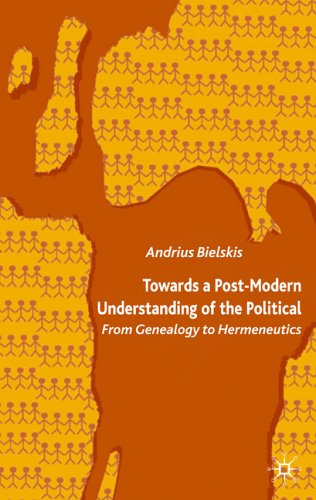 Andrius Bielskis
Towards a Post-Modern
Understanding of the Political
From Genealogy to Hermeneutics